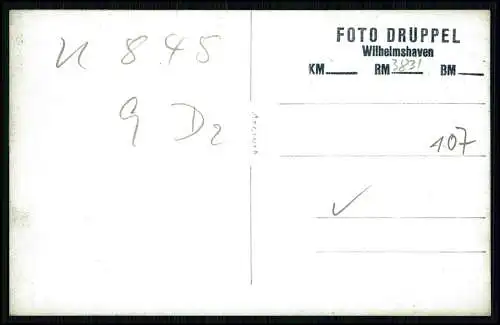 U 845
9 D2
FOTO DRÜPPEL
Wilhelmshaven
KM RM 3831 BM
107